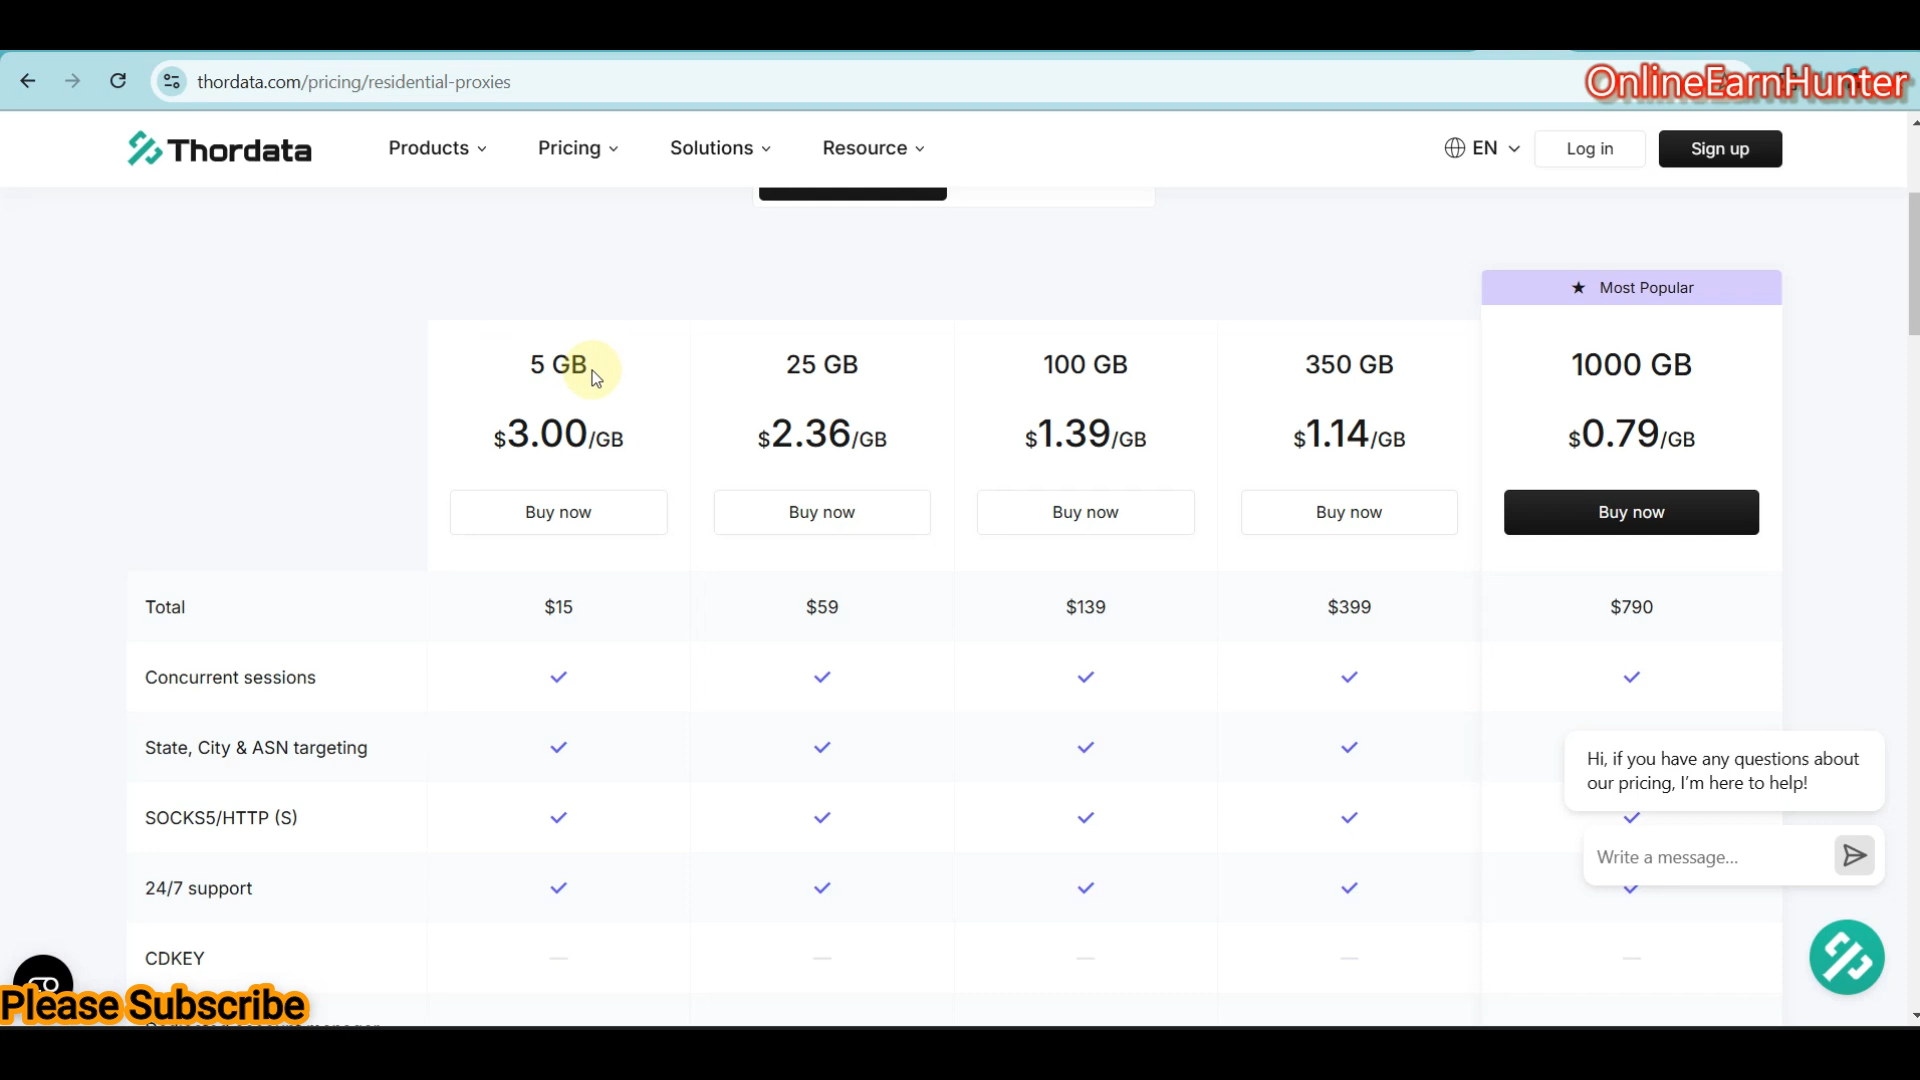 thordata.com/pricing/residential-proxies
OnlineEarnHunter
Thordata
Products
Pricing
Solutions
Resource
EN
Log in
Sign up
★ Most Popular
5 GB
25 GB
100 GB
350 GB
1000 GB
$3.00/GB
$2.36/GB
$1.39/GB
$1.14/GB
$0.79/GB
Buy now
Buy now
Buy now
Buy now
Buy now
Total $15 $59 $139 $399 $790
Concurrent sessions
State, City & ASN targeting
Hi, if you have any questions about
our pricing, I'm here to help!
SOCKS5/HTTP (S)
Write a message...
24/7 support
CDKEY
Please Subscribe